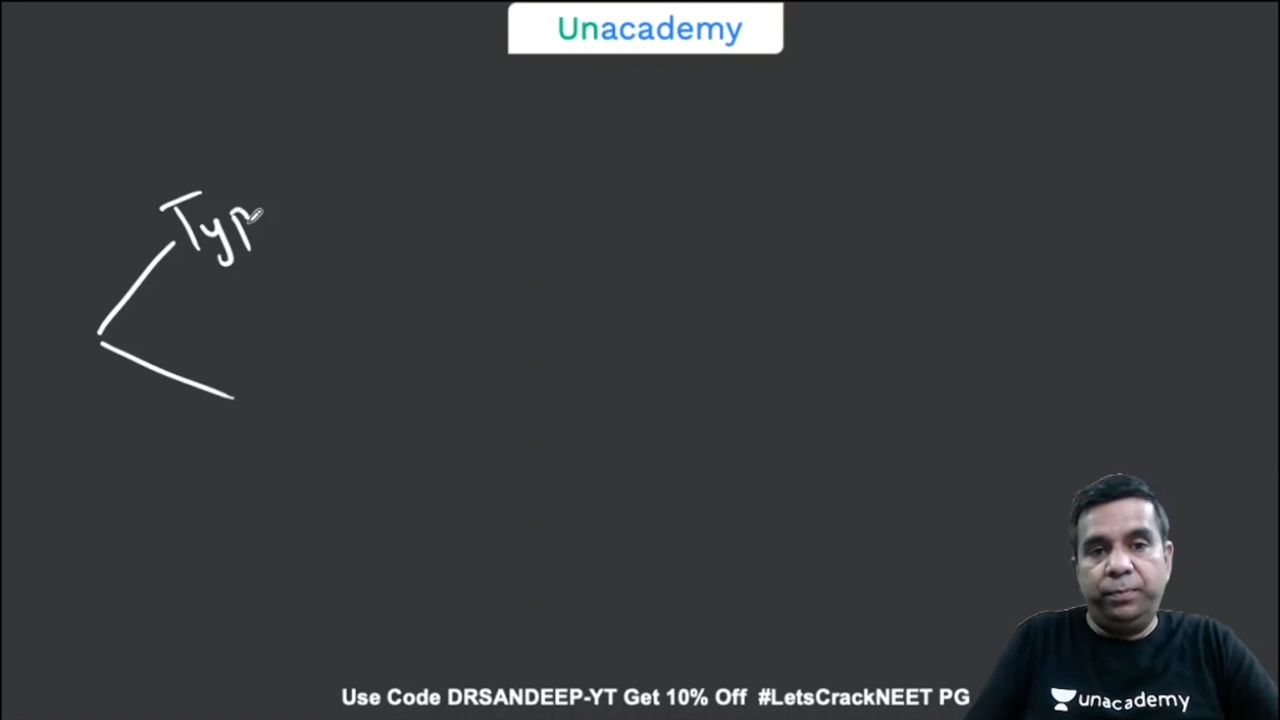 Unacademy
Typ
unacademy
Use Code DRSANDEEP-YT Get 10% Off #LetsCrackNEET PG